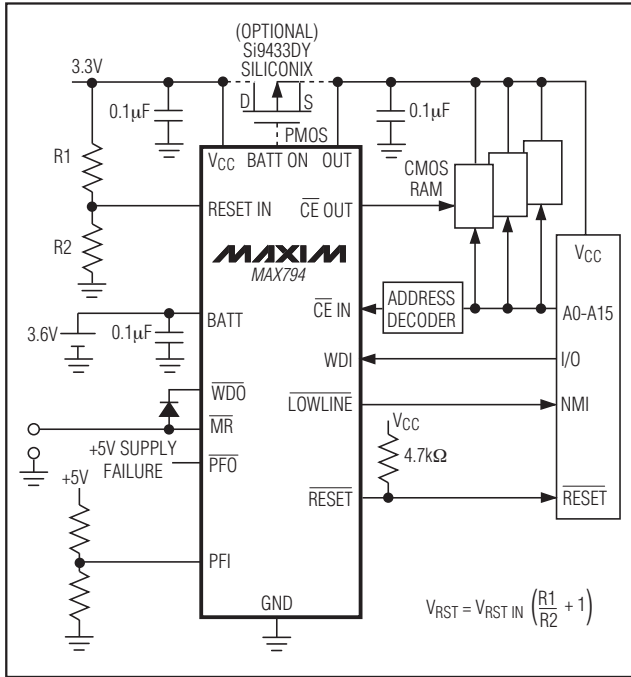 (OPTIONAL)
Si9433DY
SILICONIX
3.3V
D
S
0.1µF
0.1µF
PMOS
R1
VCC
BATT ON
OUT
CMOS
RAM
RESET IN
CE OUT
R2
MAXIM
MAX794
VCC
BATT
CE IN
ADDRESS
DECODER
A0-A15
3.6V
0.1µF
WDI
I/O
WDO
LOWLINE
NMI
MR
VCC
+5V SUPPLY
FAILURE
PFO
4.7kΩ
+5V
RESET
RESET
PFI
GND
VRST = VRST IN (R1/R2 + 1)